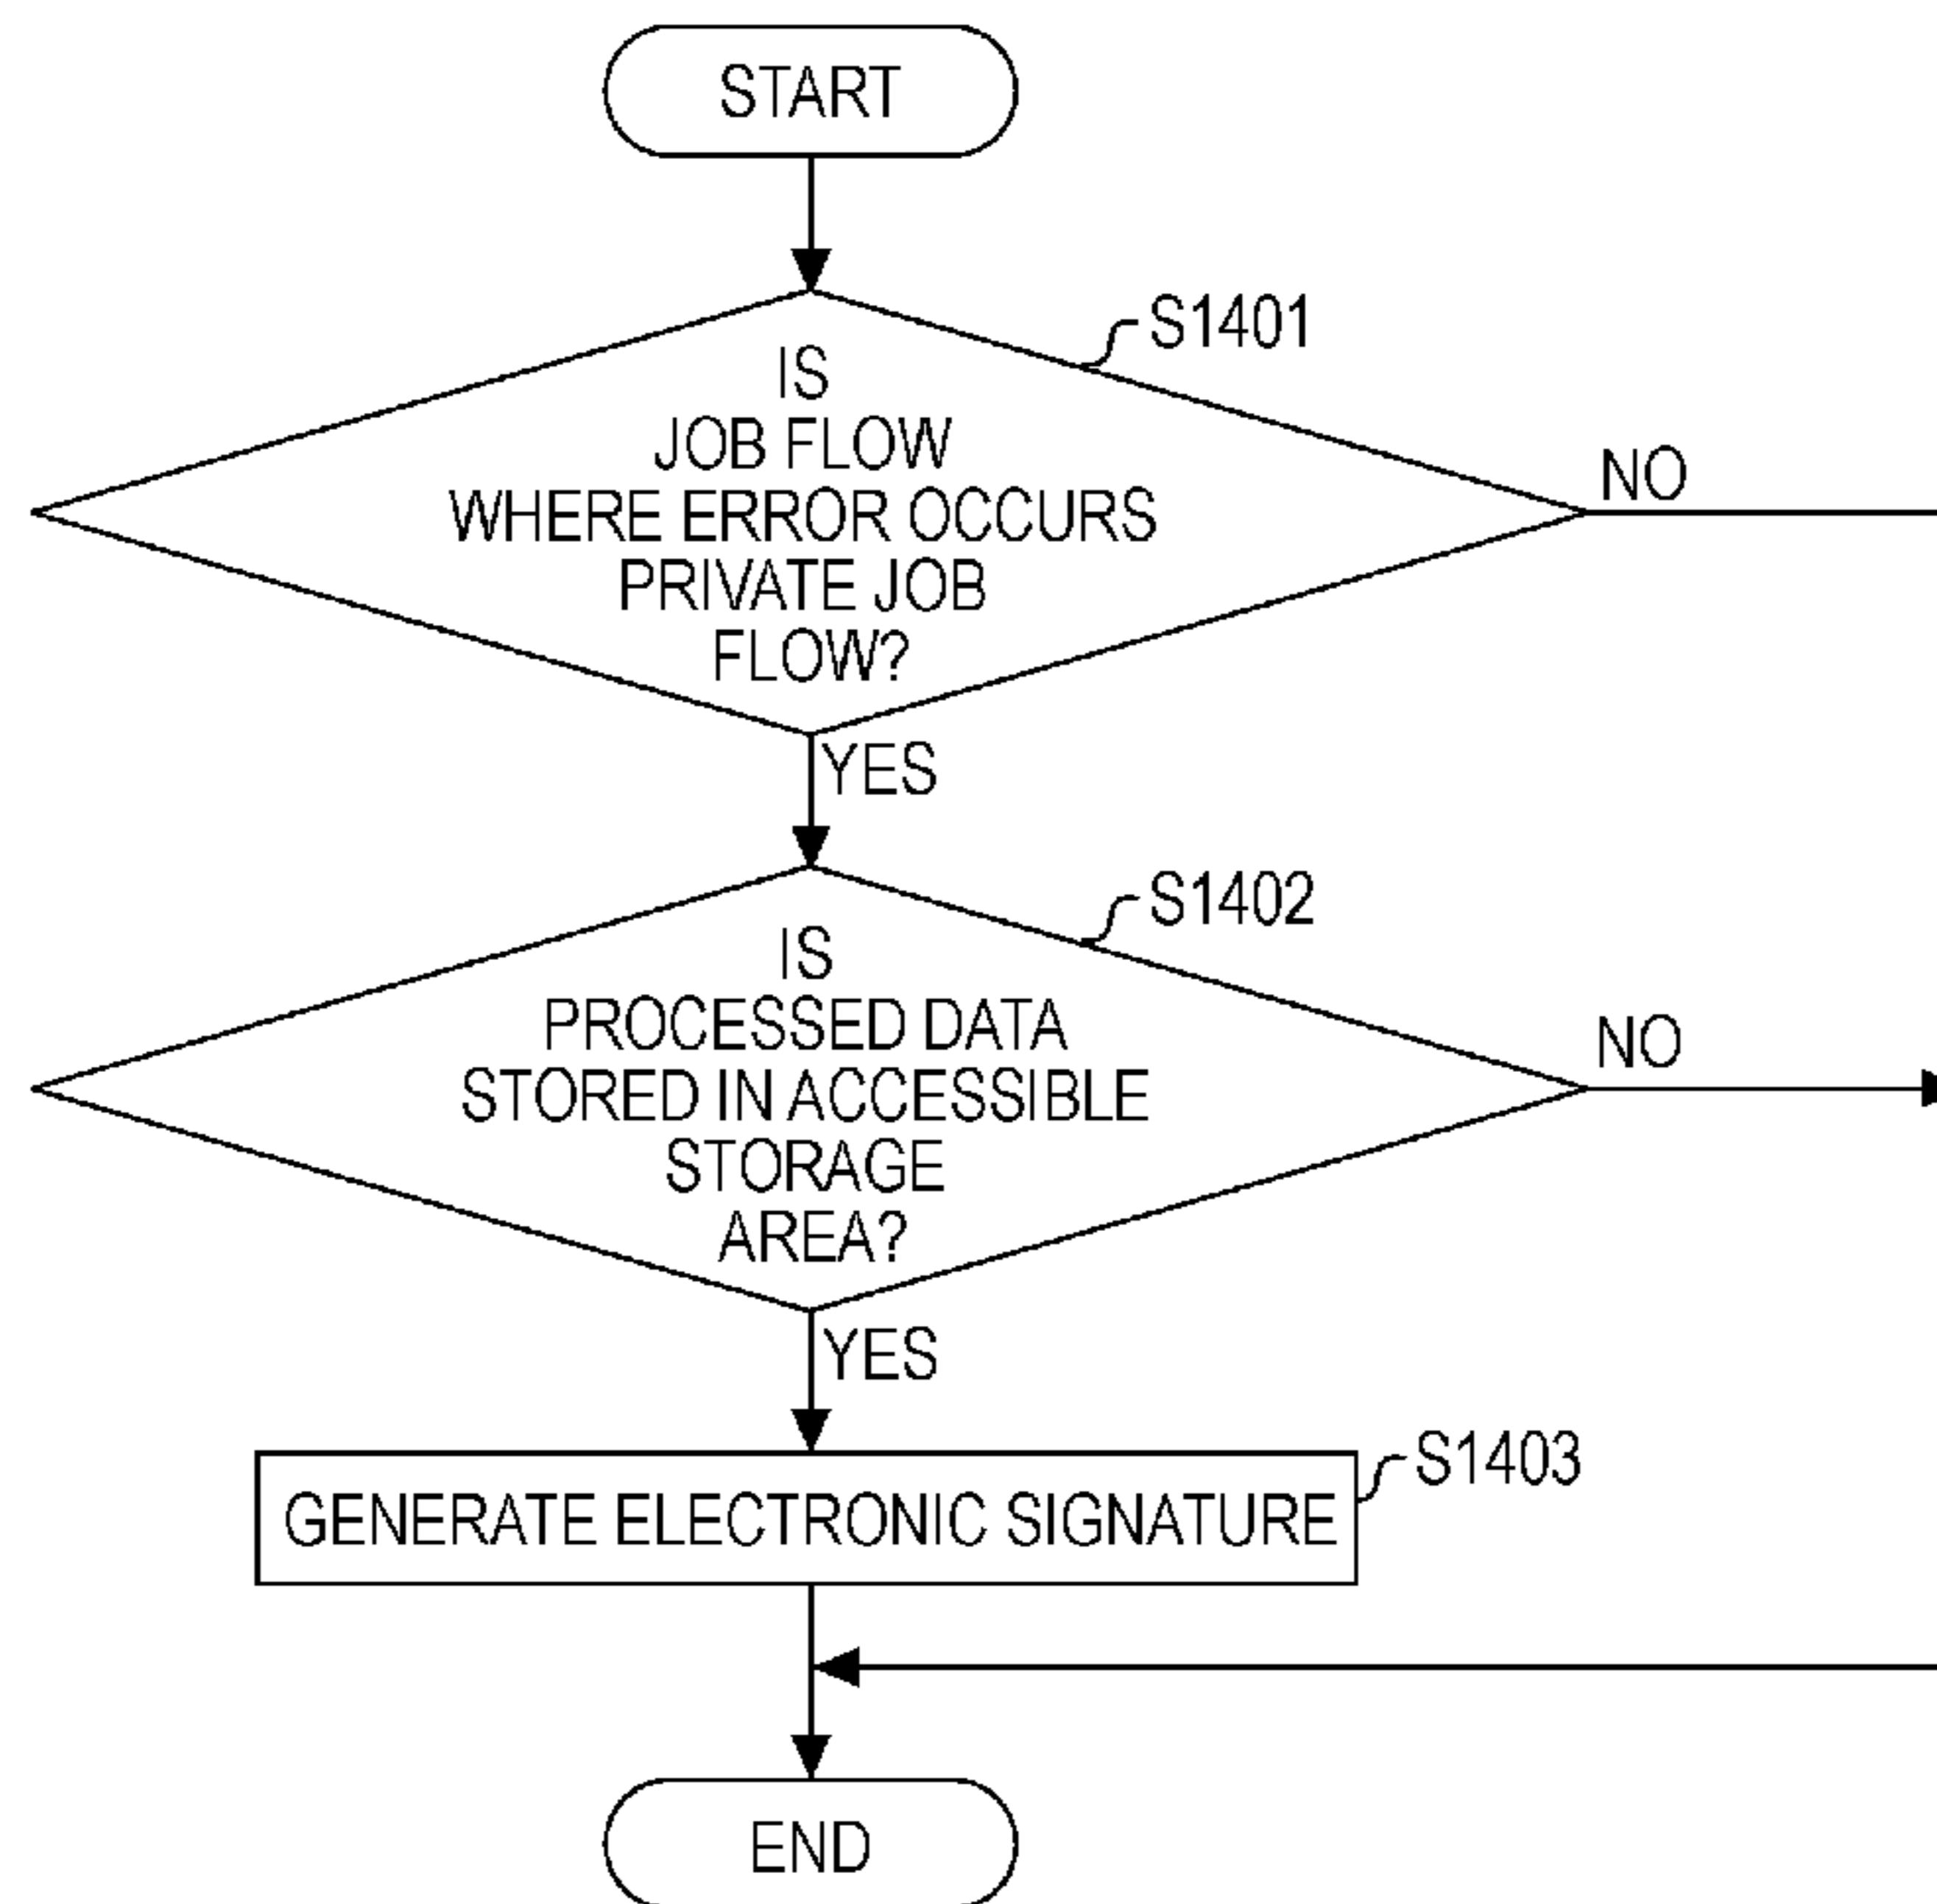 START
S1401
IS
JOB FLOW
WHERE ERROR OCCURS
PRIVATE JOB
FLOW?
NO
YES
S1402
IS
PROCESSED DATA
STORED IN ACCESSIBLE
STORAGE
AREA?
NO
YES
S1403
GENERATE ELECTRONIC SIGNATURE
END